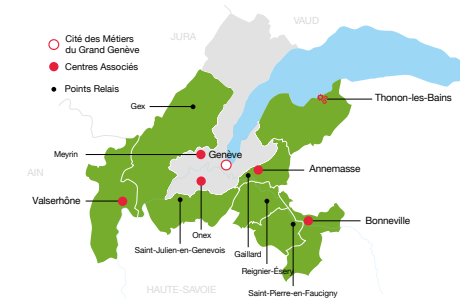 VAUD
JURA
Cité des Métiers
du Grand Genève
Centres Associés
Points Relais
Thonon-les-Bains
Gex
Meyrin
Genève
Annemasse
AIN
Valserhône
Bonneville
Onex
Saint-Julien-en-Genevois
Gaillard
Reignier-Ésery
HAUTE-SAVOIE
Saint-Pierre-en-Faucigny